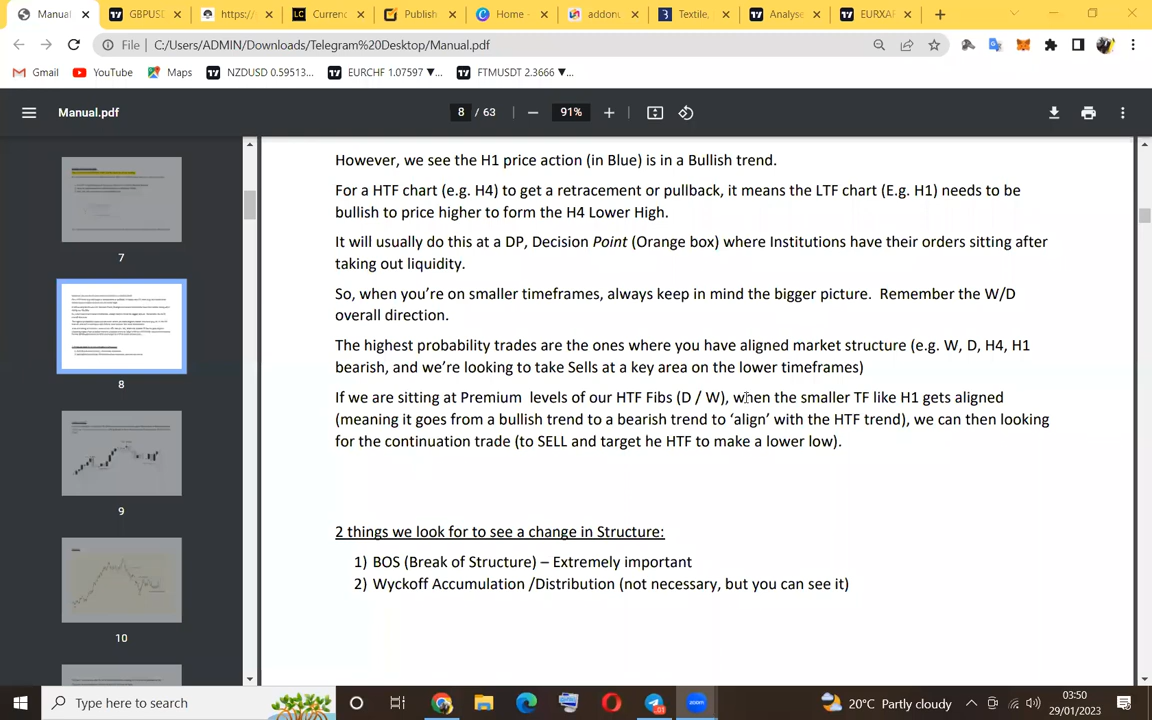 Manual
GBPUSD
https://
Currenc
Publish
Home -
addonu
Textile,
Analyse
EURXAF
File
C:/Users/ADMIN/Downloads/Telegram%20Desktop/Manual.pdf
Gmail
YouTube
Maps
NZDUSD 0.59513...
EURCHF 1.07597 ▼...
FTMUSDT 2.3666 ▼...
Manual.pdf
8 / 63
91%
7
8
9
10
However, we see the H1 price action (in Blue) is in a Bullish trend.
For a HTF chart (e.g. H4) to get a retracement or pullback, it means the LTF chart (E.g. H1) needs to be
bullish to price higher to form the H4 Lower High.
It will usually do this at a DP, Decision Point (Orange box) where Institutions have their orders sitting after
taking out liquidity.
So, when you're on smaller timeframes, always keep in mind the bigger picture.  Remember the W/D
overall direction.
The highest probability trades are the ones where you have aligned market structure (e.g. W, D, H4, H1
bearish, and we're looking to take Sells at a key area on the lower timeframes)
If we are sitting at Premium  levels of our HTF Fibs (D / W), when the smaller TF like H1 gets aligned
(meaning it goes from a bullish trend to a bearish trend to 'align' with the HTF trend), we can then looking
for the continuation trade (to SELL and target he HTF to make a lower low).
2 things we look for to see a change in Structure:
1) BOS (Break of Structure) – Extremely important
2) Wyckoff Accumulation /Distribution (not necessary, but you can see it)
Type here to search
zoom
20°C Partly cloudy
03:50
29/01/2023